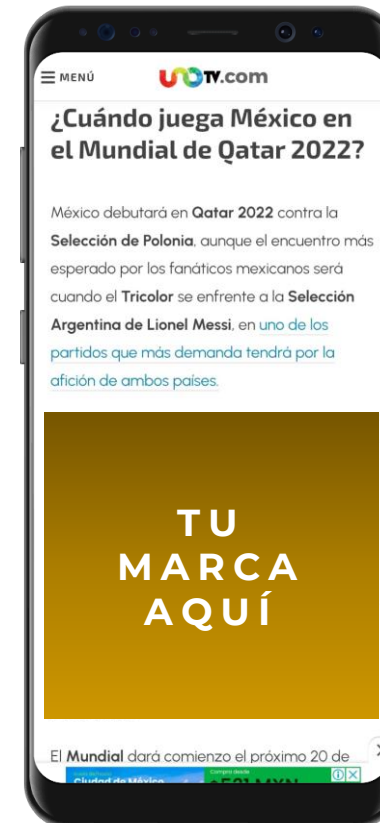 MENÚ
UNOTV.com
¿Cuándo juega México en
el Mundial de Qatar 2022?
México debutará en Qatar 2022 contra la
Selección de Polonia, aunque el encuentro más
esperado por los fanáticos mexicanos será
cuando el Tricolor se enfrente a la Selección
Argentina de Lionel Messi, en uno de los
partidos que más demanda tendrá por la
afición de ambos países.
TU
MARCA
AQUÍ
El Mundial dará comienzo el próximo 20 de
Compra desde
Ciudad de México